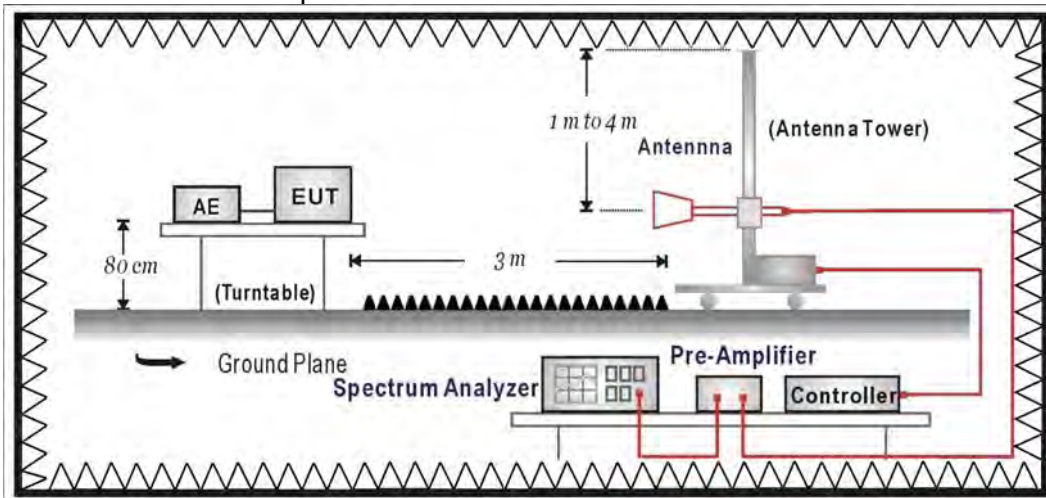 1 m to 4 m
(Antenna Tower)
Antennna
AE
EUT
80 cm
3 m
(Turntable)
Ground Plane
Pre-Amplifier
Spectrum Analyzer
Controller